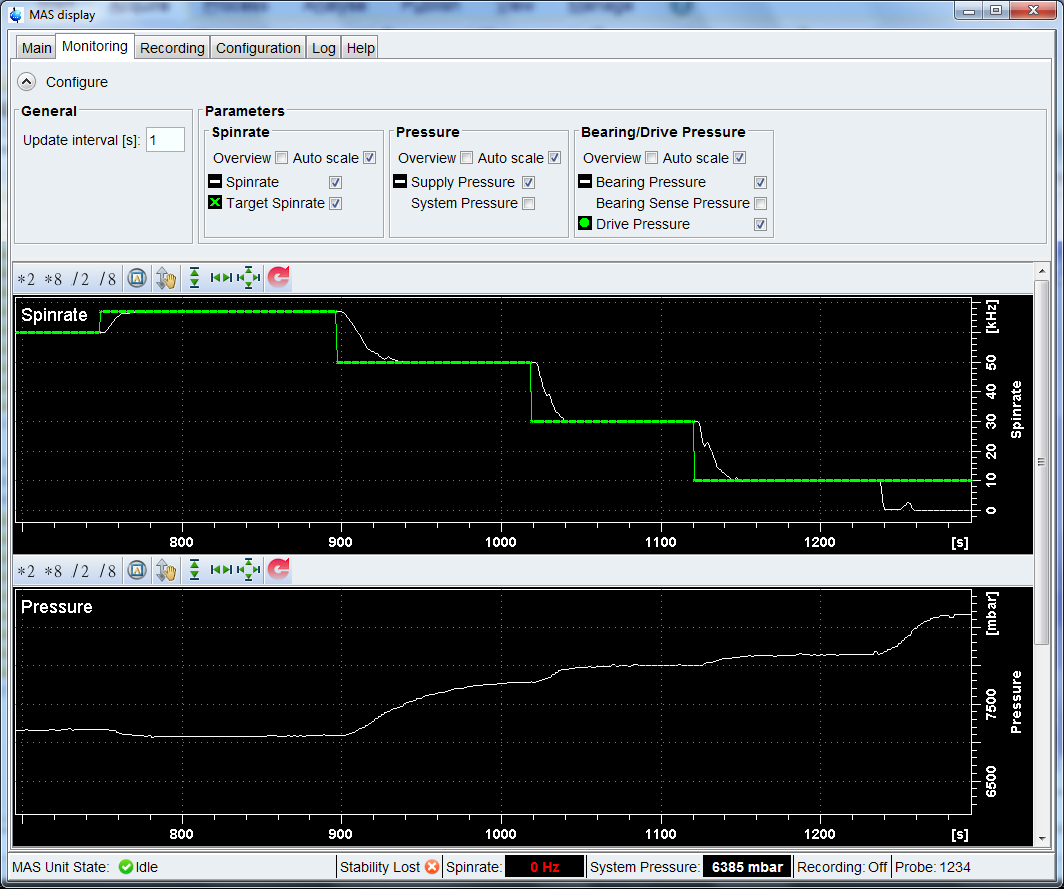 MAS display
Main Monitoring Recording Configuration Log Help
Configure
General
Update interval [s]: 1
Parameters
Spinrate
Overview Auto scale
Spinrate
Target Spinrate
Pressure
Overview Auto scale
Supply Pressure
System Pressure
Bearing/Drive Pressure
Overview Auto scale
Bearing Pressure
Bearing Sense Pressure
Drive Pressure
*2 *8 /2 /8
Spinrate
[kHz]
50
40
30
20
10
0
Spinrate
800 900 1000 1100 1200 [s]
*2 *8 /2 /8
Pressure
[mbar]
7500
6500
Pressure
800 900 1000 1100 1200 [s]
MAS Unit State: Idle Stability Lost Spinrate: 0 Hz System Pressure: 6385 mbar Recording: Off Probe: 1234